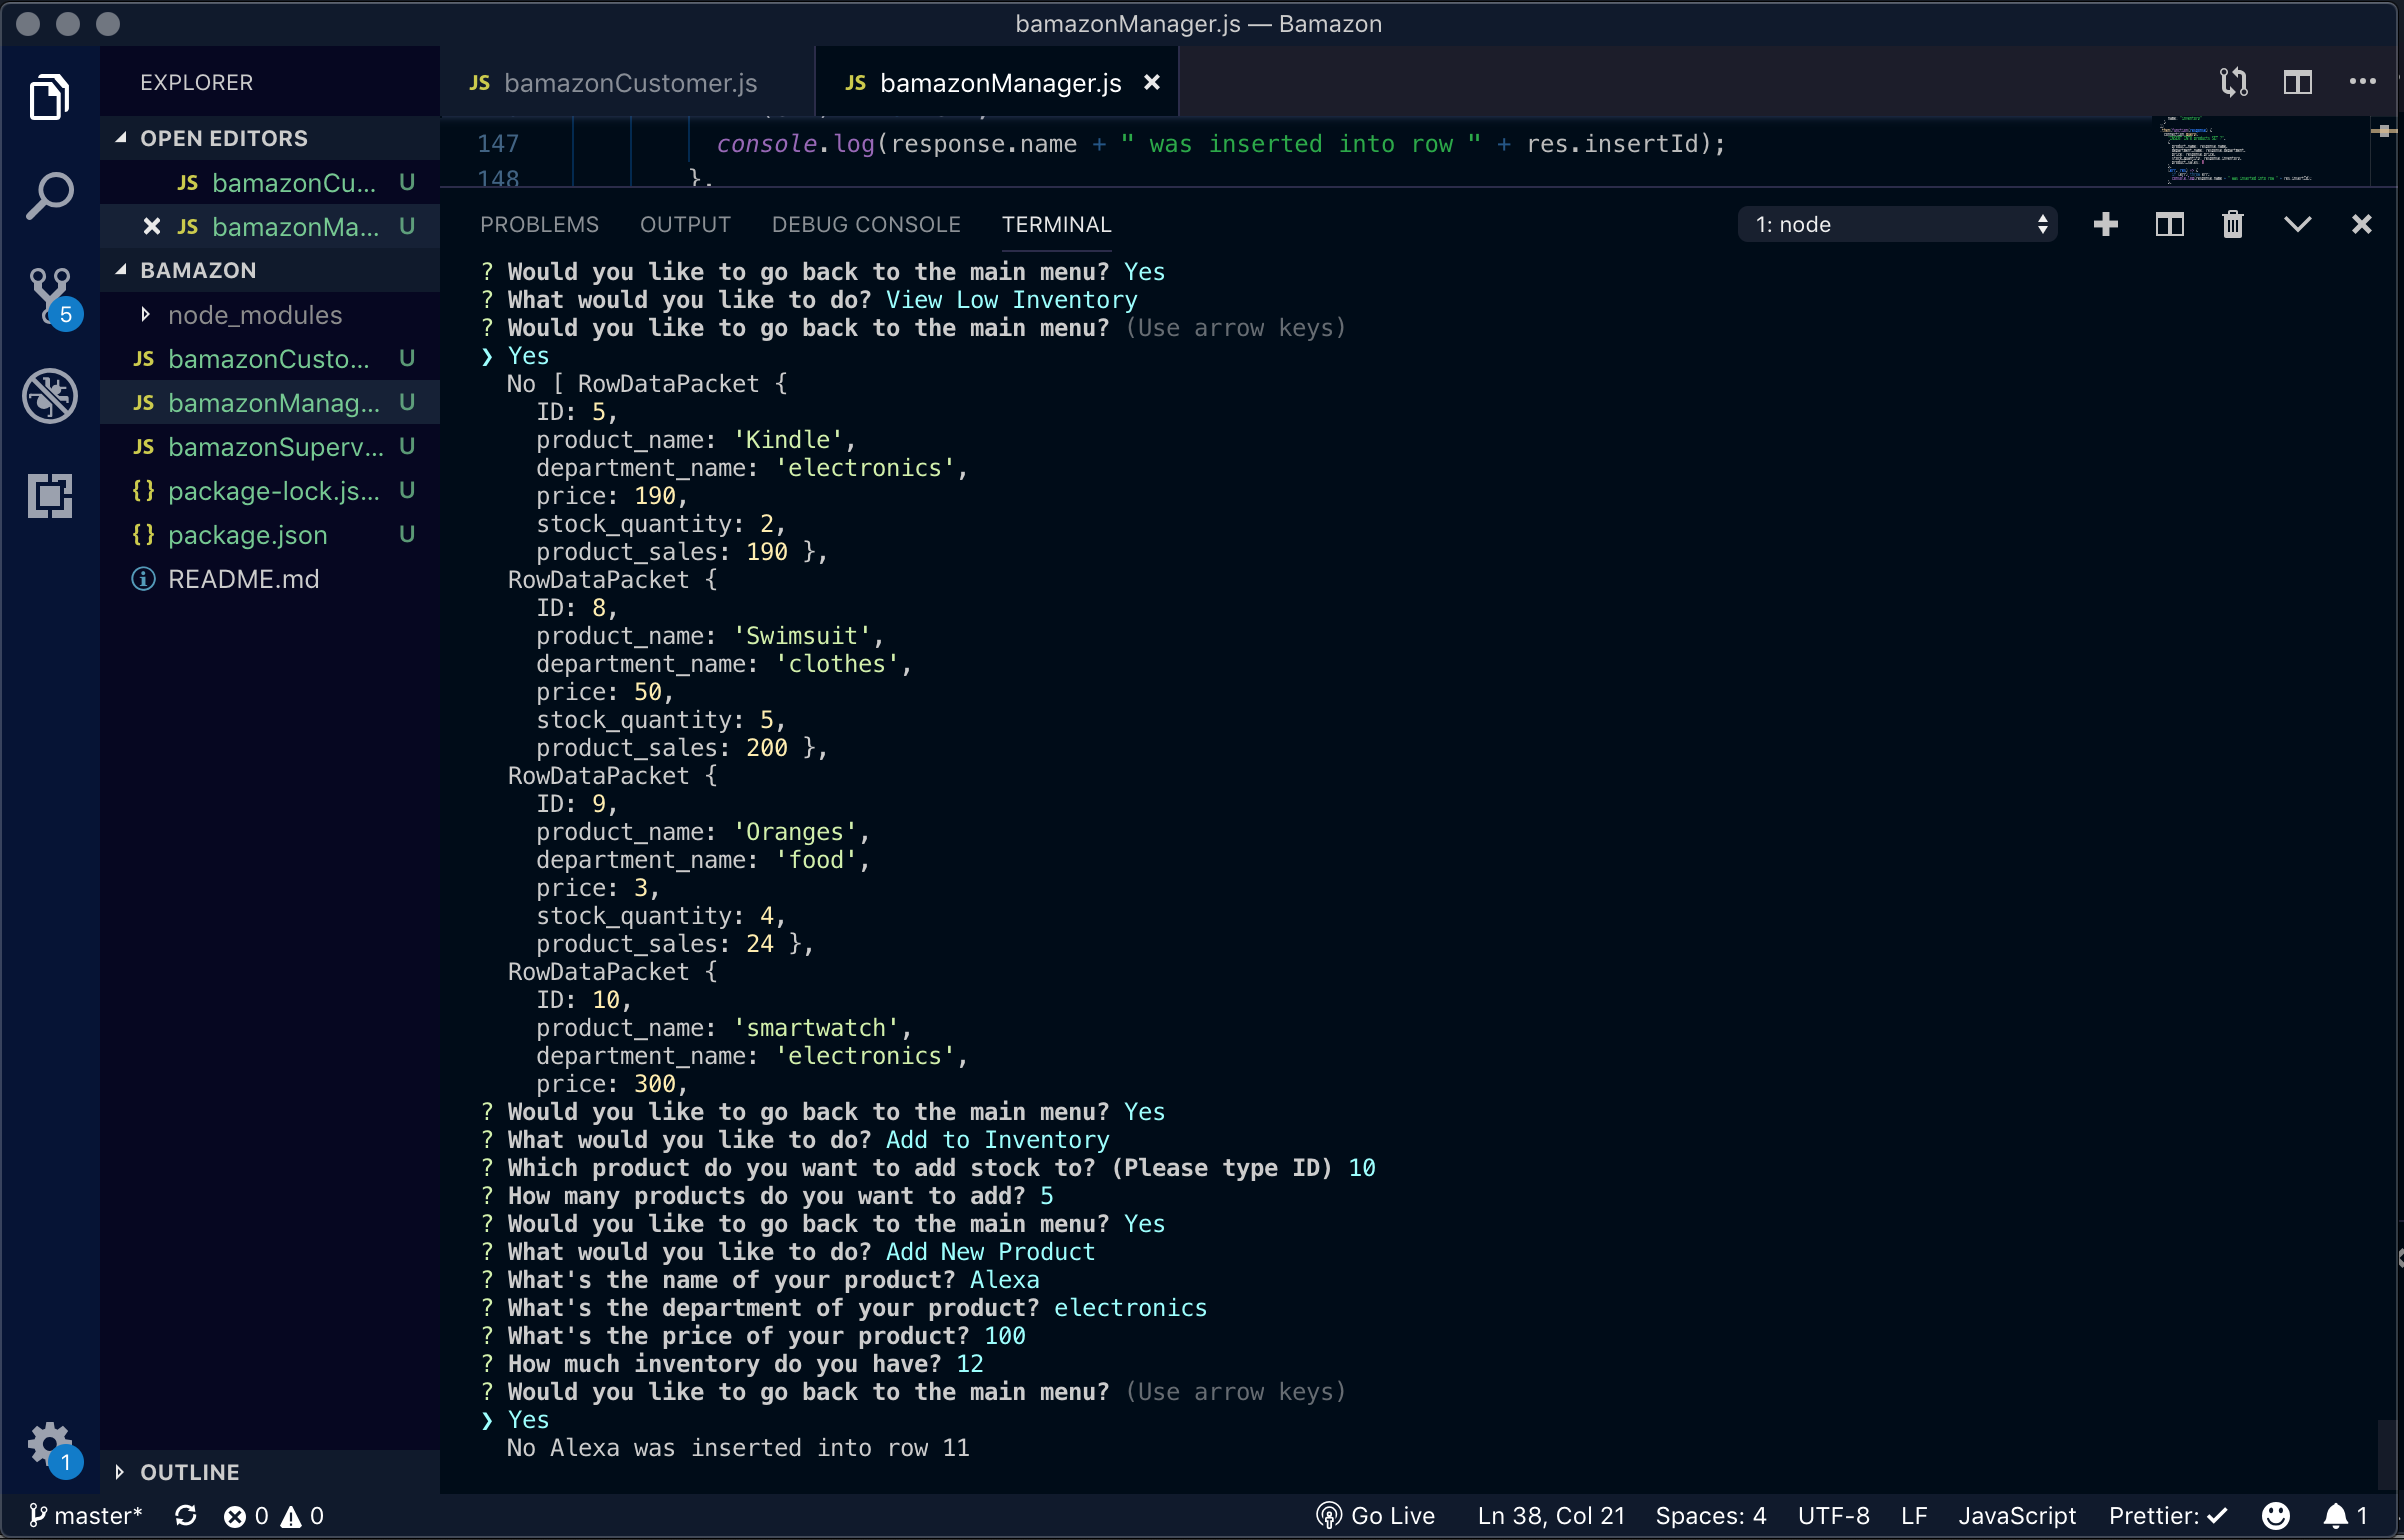 bamazonManager.js — Bamazon
EXPLORER
OPEN EDITORS
JS bamazonCu... U
JS bamazonMa... U
BAMAZON
node_modules
JS bamazonCusto... U
JS bamazonManag... U
JS bamazonSuperv... U
{} package-lock.js... U
{} package.json U
README.md
OUTLINE
5
1
JS bamazonCustomer.js
JS bamazonManager.js
147 console.log(response.name + " was inserted into row " + res.insertId);
148 },
PROBLEMS OUTPUT DEBUG CONSOLE TERMINAL
1: node
? Would you like to go back to the main menu? Yes
? What would you like to do? View Low Inventory
? Would you like to go back to the main menu? (Use arrow keys)
❯ Yes
No [ RowDataPacket {
ID: 5,
product_name: 'Kindle',
department_name: 'electronics',
price: 190,
stock_quantity: 2,
product_sales: 190 },
RowDataPacket {
ID: 8,
product_name: 'Swimsuit',
department_name: 'clothes',
price: 50,
stock_quantity: 5,
product_sales: 200 },
RowDataPacket {
ID: 9,
product_name: 'Oranges',
department_name: 'food',
price: 3,
stock_quantity: 4,
product_sales: 24 },
RowDataPacket {
ID: 10,
product_name: 'smartwatch',
department_name: 'electronics',
price: 300,
? Would you like to go back to the main menu? Yes
? What would you like to do? Add to Inventory
? Which product do you want to add stock to? (Please type ID) 10
? How many products do you want to add? 5
? Would you like to go back to the main menu? Yes
? What would you like to do? Add New Product
? What's the name of your product? Alexa
? What's the department of your product? electronics
? What's the price of your product? 100
? How much inventory do you have? 12
? Would you like to go back to the main menu? (Use arrow keys)
❯ Yes
No Alexa was inserted into row 11
master* 0 0 Go Live Ln 38, Col 21 Spaces: 4 UTF-8 LF JavaScript Prettier: ✓ 1